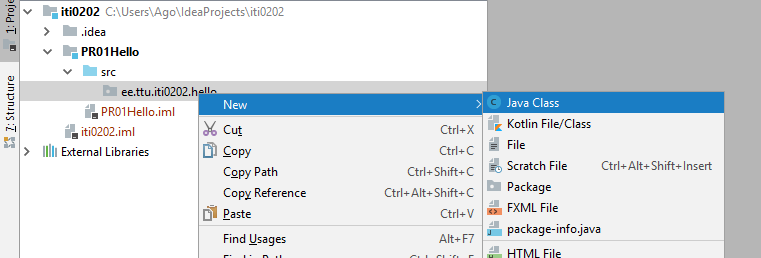 1: Proje
7: Structure
iti0202 C:\Users\Ago\IdeaProjects\iti0202
.idea
PR01Hello
src
ee.ttu.iti0202.hello
PR01Hello.iml
iti0202.iml
External Libraries
New
Cut Ctrl+X
Copy Ctrl+C
Copy Path Ctrl+Shift+C
Copy Reference Ctrl+Alt+Shift+C
Paste Ctrl+V
Find Usages Alt+F7
Java Class
Kotlin File/Class
File
Scratch File Ctrl+Alt+Shift+Insert
Package
FXML File
package-info.java
HTML File